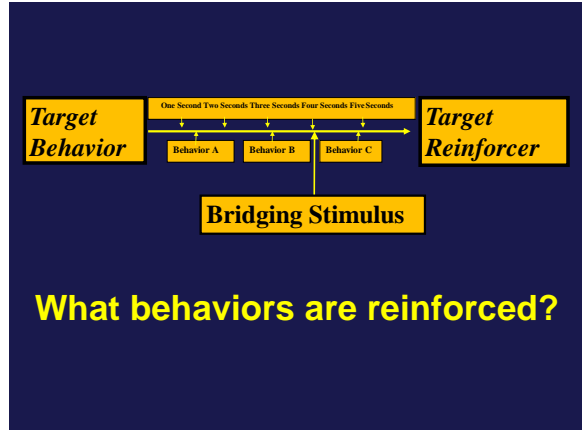 One Second Two Seconds Three Seconds Four Seconds Five Seconds
Target
Behavior
Target
Reinforcer
Behavior A
Behavior B
Behavior C
Bridging Stimulus
What behaviors are reinforced?